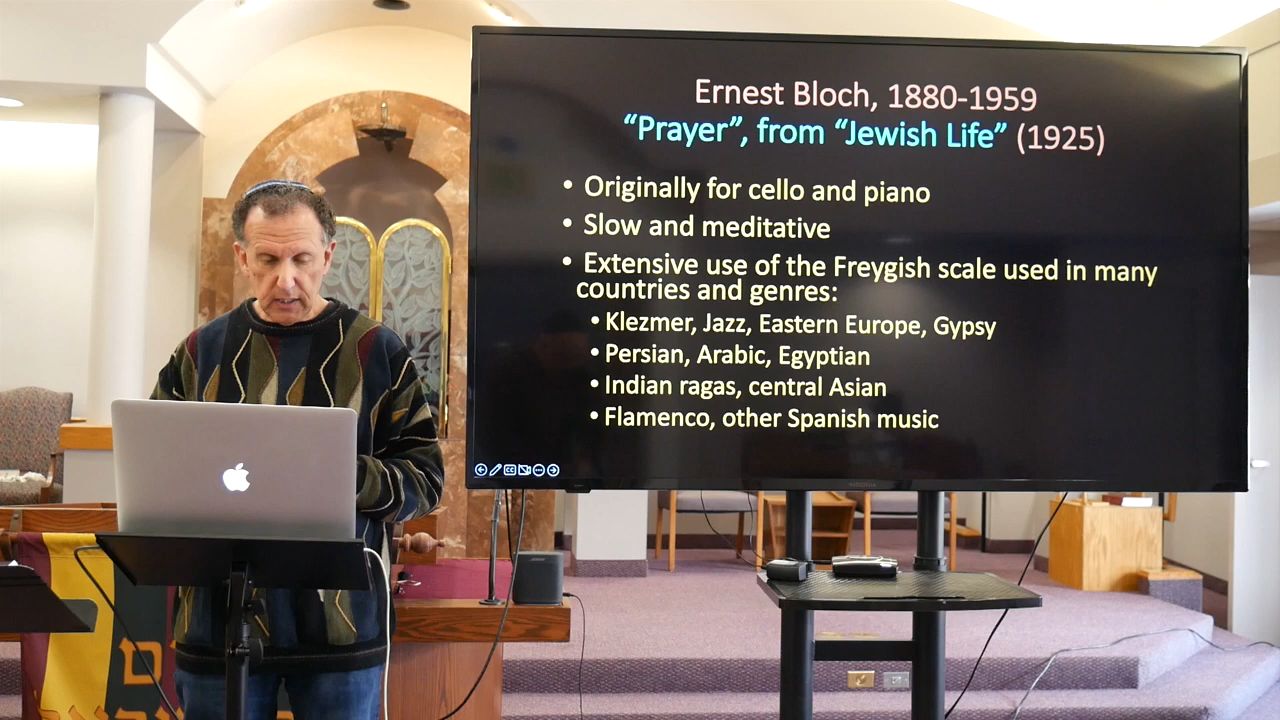 Ernest Bloch, 1880-1959
“Prayer”, from “Jewish Life” (1925)
• Originally for cello and piano
• Slow and meditative
• Extensive use of the Freygish scale used in many
countries and genres:
• Klezmer, Jazz, Eastern Europe, Gypsy
• Persian, Arabic, Egyptian
• Indian ragas, central Asian
• Flamenco, other Spanish music
CC
INSIGNIA